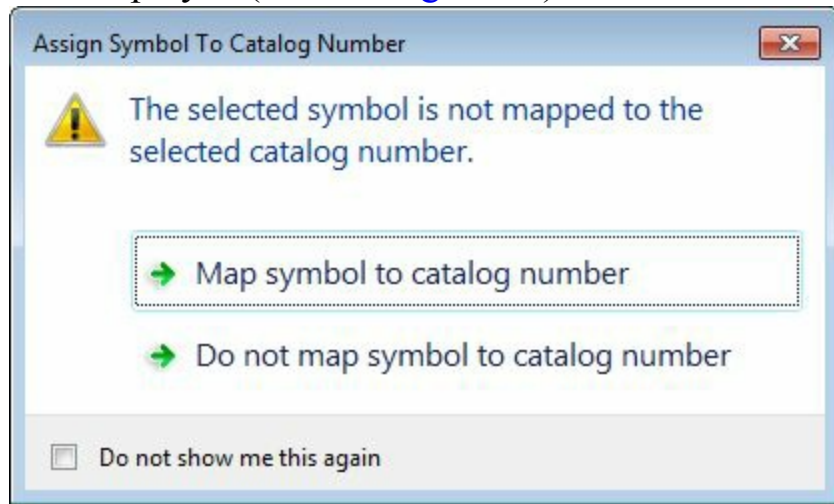 Assign Symbol To Catalog Number
The selected symbol is not mapped to the
selected catalog number.
Map symbol to catalog number
Do not map symbol to catalog number
Do not show me this again